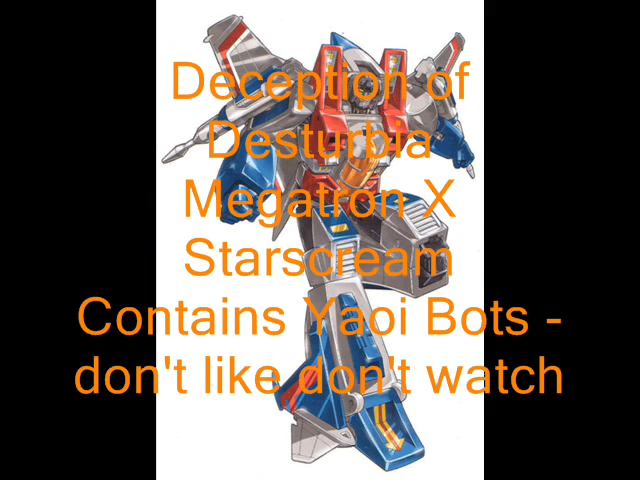 Deception of
Desturbia
Megatron X
Starscream
Contains Yaoi Bots -
don't like don't watch